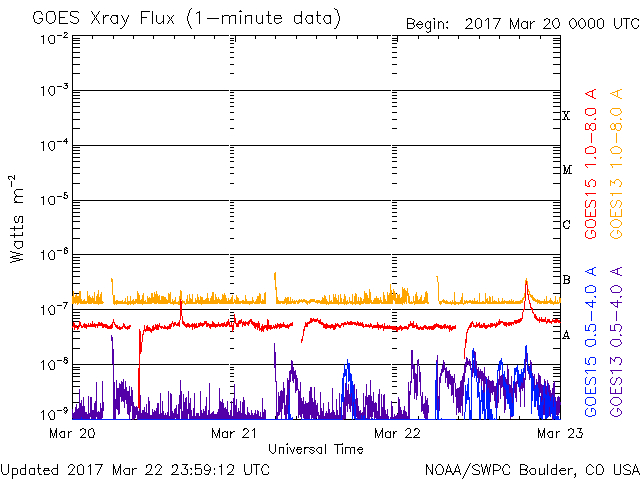 GOES Xray Flux (1-minute data)
Begin: 2017 Mar 20 0000 UTC
10-2
10-3
10-4
10-5
10-6
10-7
10-8
10-9
Watts m-2
X
M
C
B
A
GOES15 1.0-8.0 A
GOES13 1.0-8.0 A
GOES15 0.5-4.0 A
GOES13 0.5-4.0 A
Mar 20
Mar 21
Mar 22
Mar 23
Universal Time
Updated 2017 Mar 22 23:59:12 UTC
NOAA/SWPC Boulder, CO USA